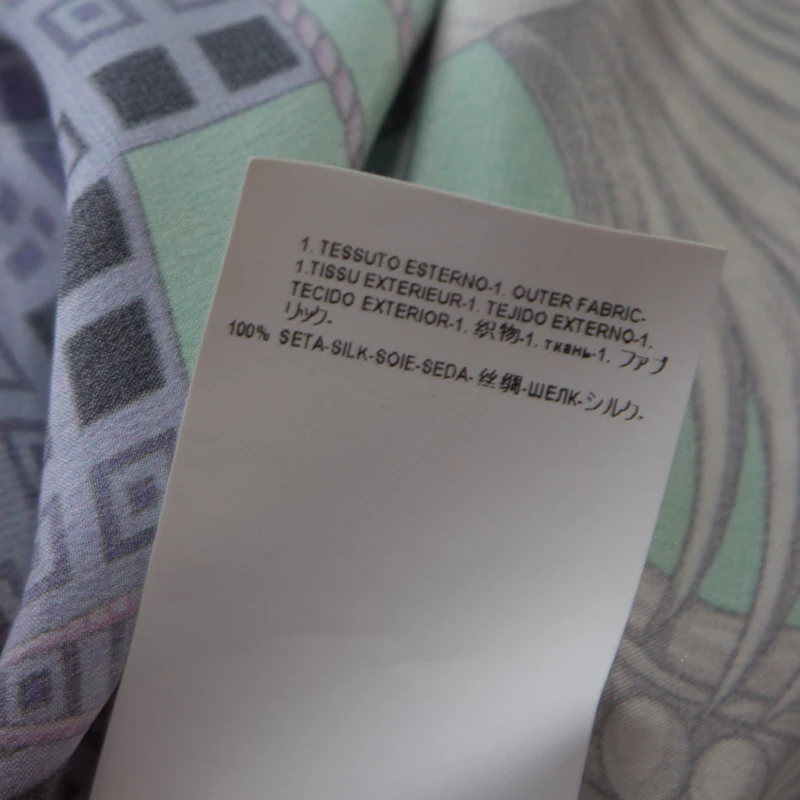 1. TESSUTO ESTERNO-1. OUTER FABRIC-
1.TISSU EXTERIEUR-1. TEJIDO EXTERNO-1.
TECIDO EXTERIOR-1. 织物-1. ткань-1. ファブ
リック-
100% SETA-SILK-SOIE-SEDA-丝绸-ШЕЛК-シルク-